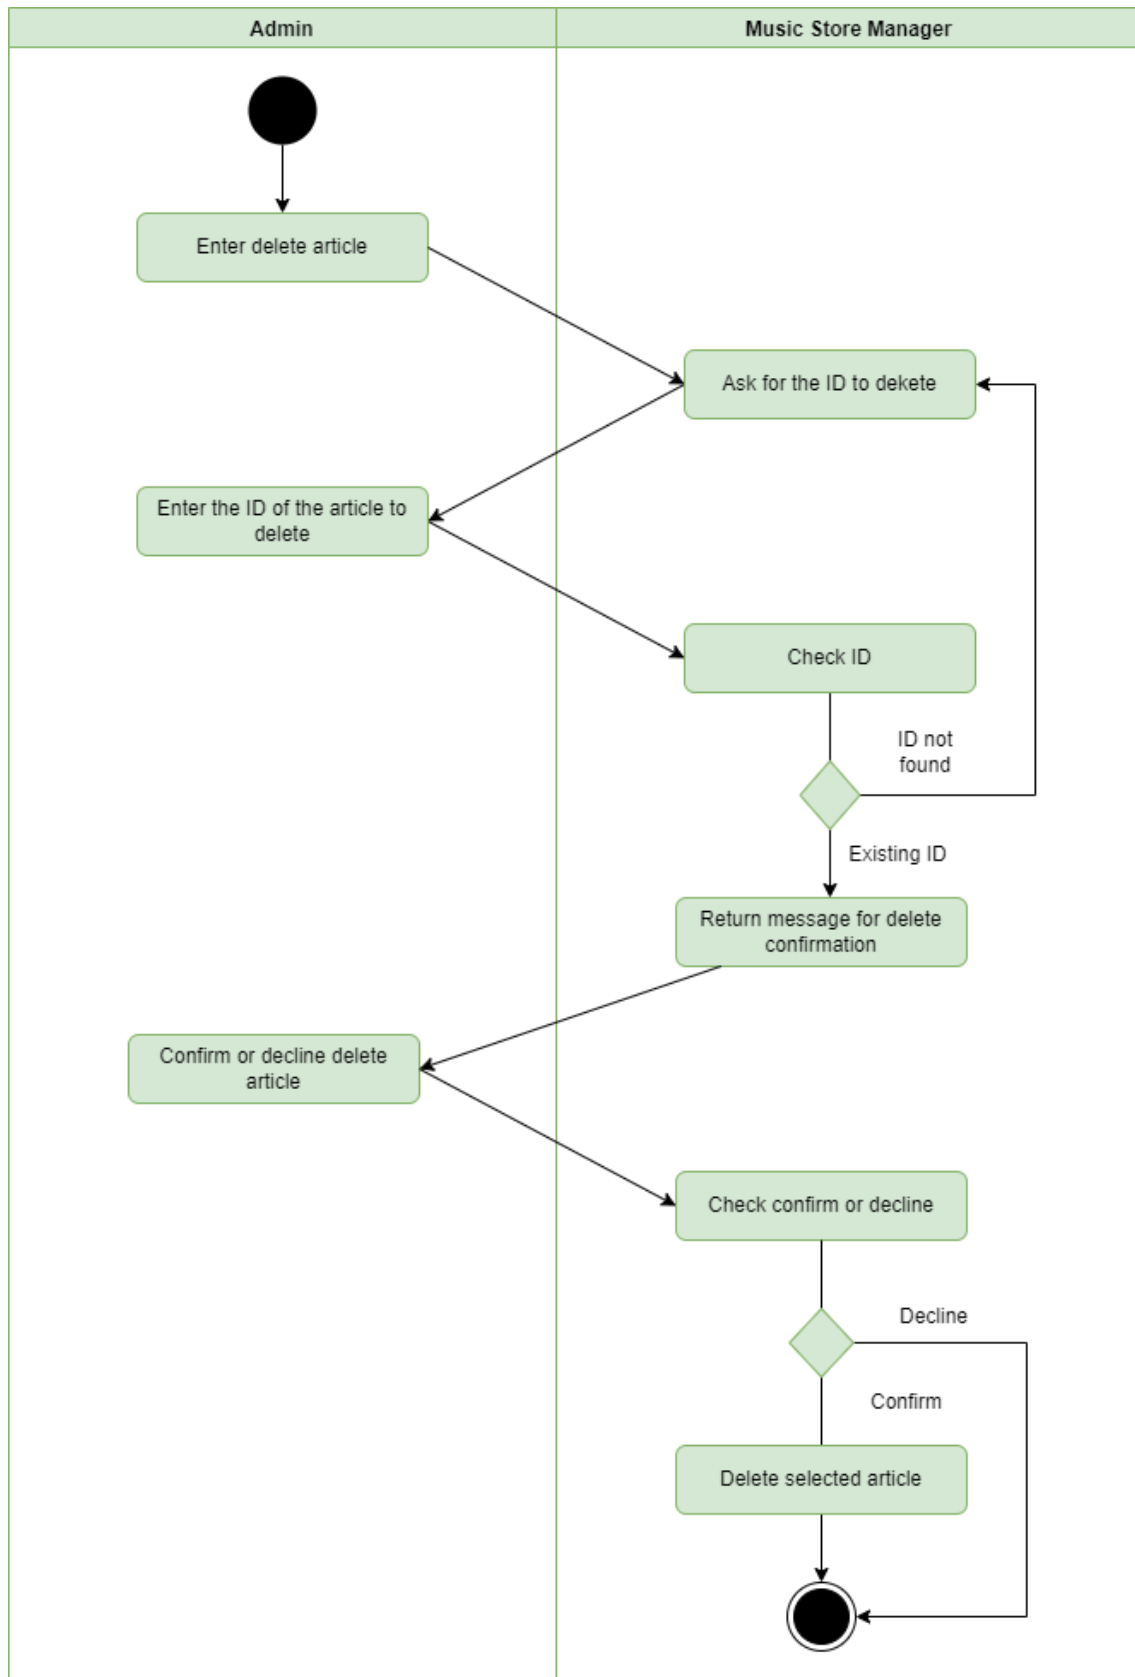 Admin
Music Store Manager
Enter delete article
Ask for the ID to dekete
Enter the ID of the article to
delete
Check ID
ID not
found
Existing ID
Return message for delete
confirmation
Confirm or decline delete
article
Check confirm or decline
Decline
Confirm
Delete selected article